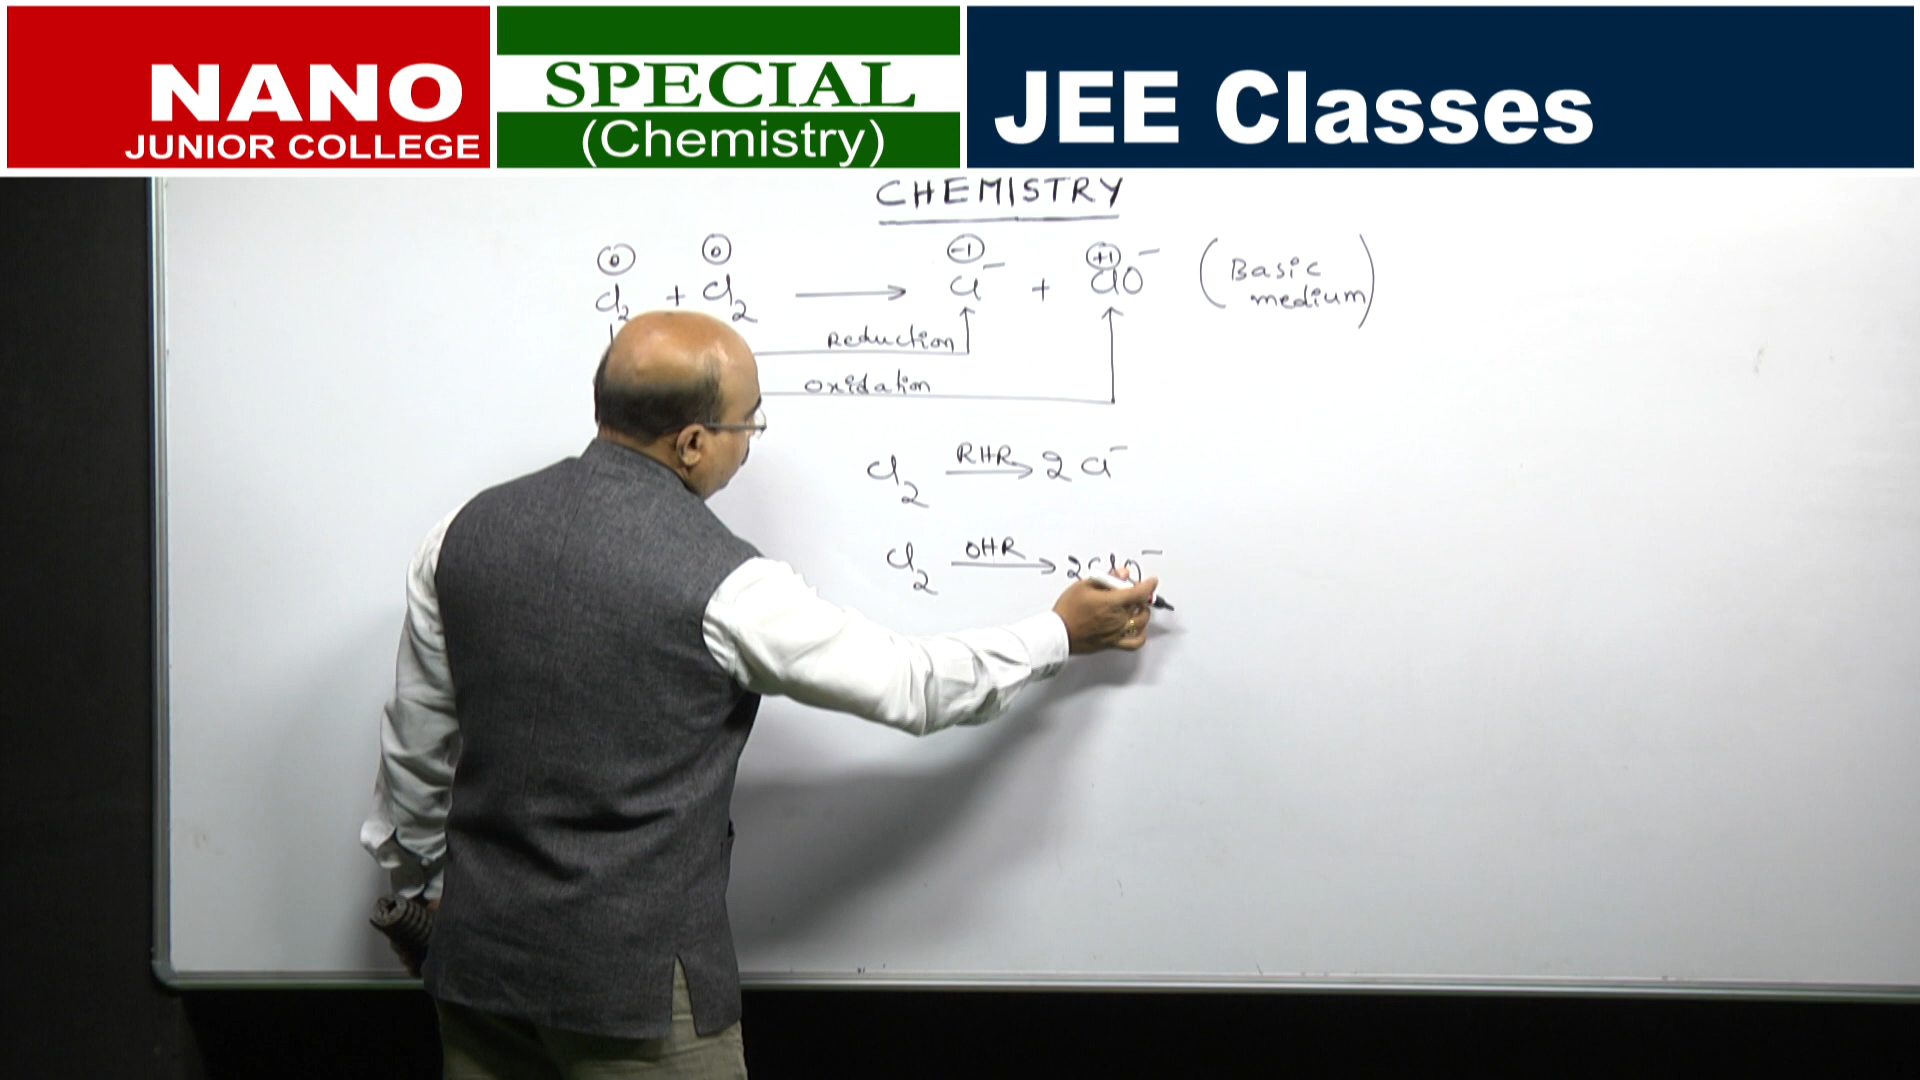 NANO
JUNIOR COLLEGE
SPECIAL
(Chemistry)
JEE Classes
CHEMISTRY
0 0 -1 +1
Cl₂ + Cl₂ ⟶ Cl⁻ + ClO⁻ (Basic medium)
Reduction
Oxidation
Cl₂ RHR⟶ 2Cl⁻
Cl₂ OHR⟶ 2ClO⁻